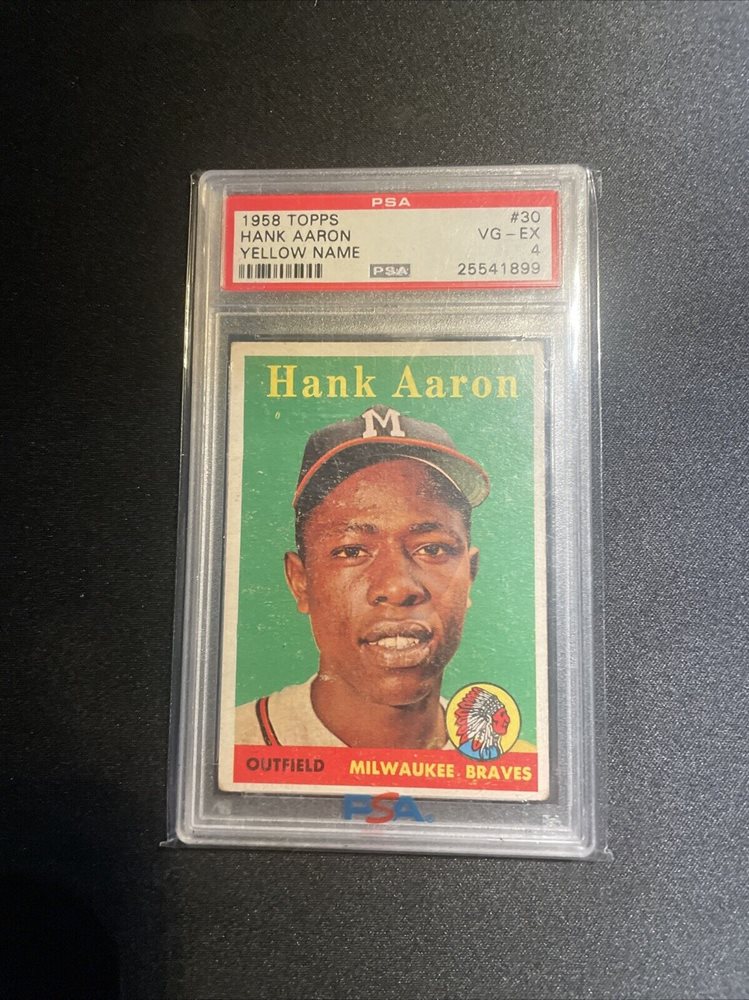 PSA
1958 TOPPS #30
HANK AARON VG-EX
YELLOW NAME 4
PSA 25541899
Hank Aaron
M
OUTFIELD MILWAUKEE BRAVES
PSA